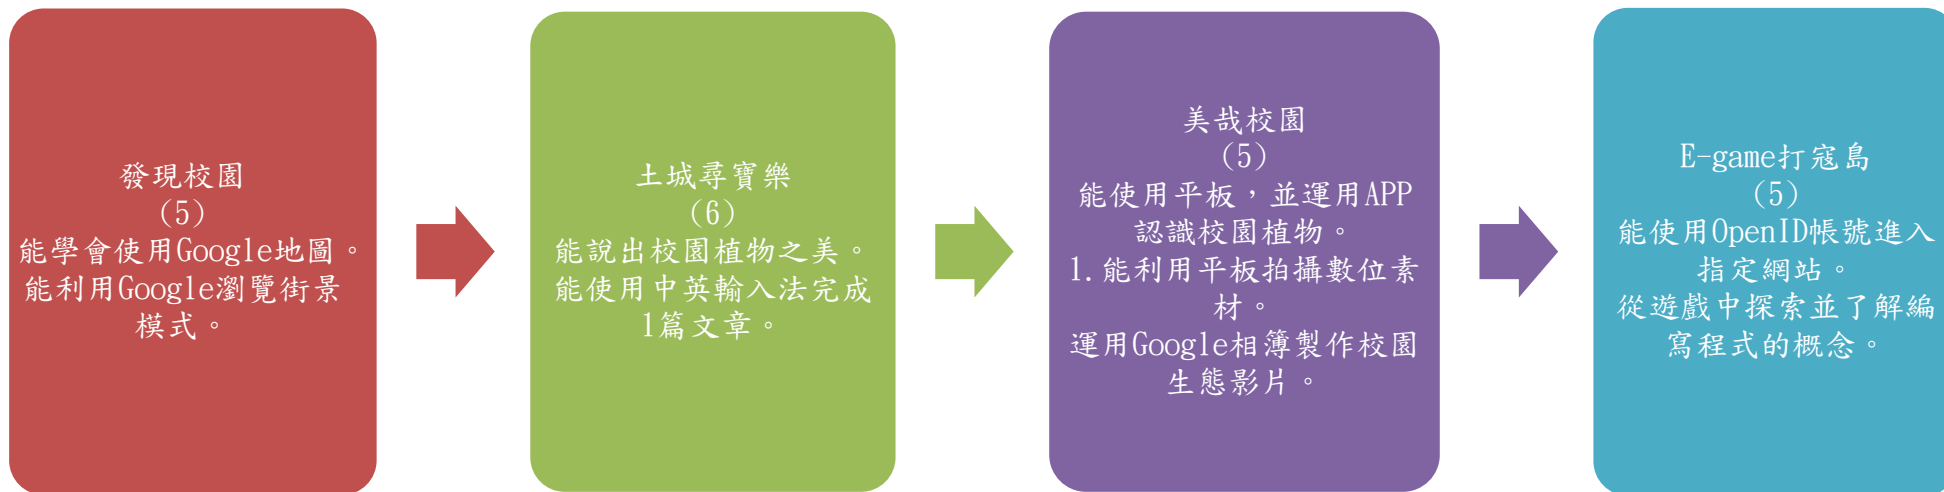 發現校園
(5)
能學會使用Google地圖。
能利用Google瀏覽街景
模式。
土城尋寶樂
(6)
能說出校園植物之美。
能使用中英輸入法完成
1篇文章。
美哉校園
(5)
能使用平板，並運用APP
認識校園植物。
1.能利用平板拍攝數位素
材。
運用Google相簿製作校園
生態影片。
E-game打寇島
(5)
能使用OpenID帳號進入
指定網站。
從遊戲中探索並了解編
寫程式的概念。